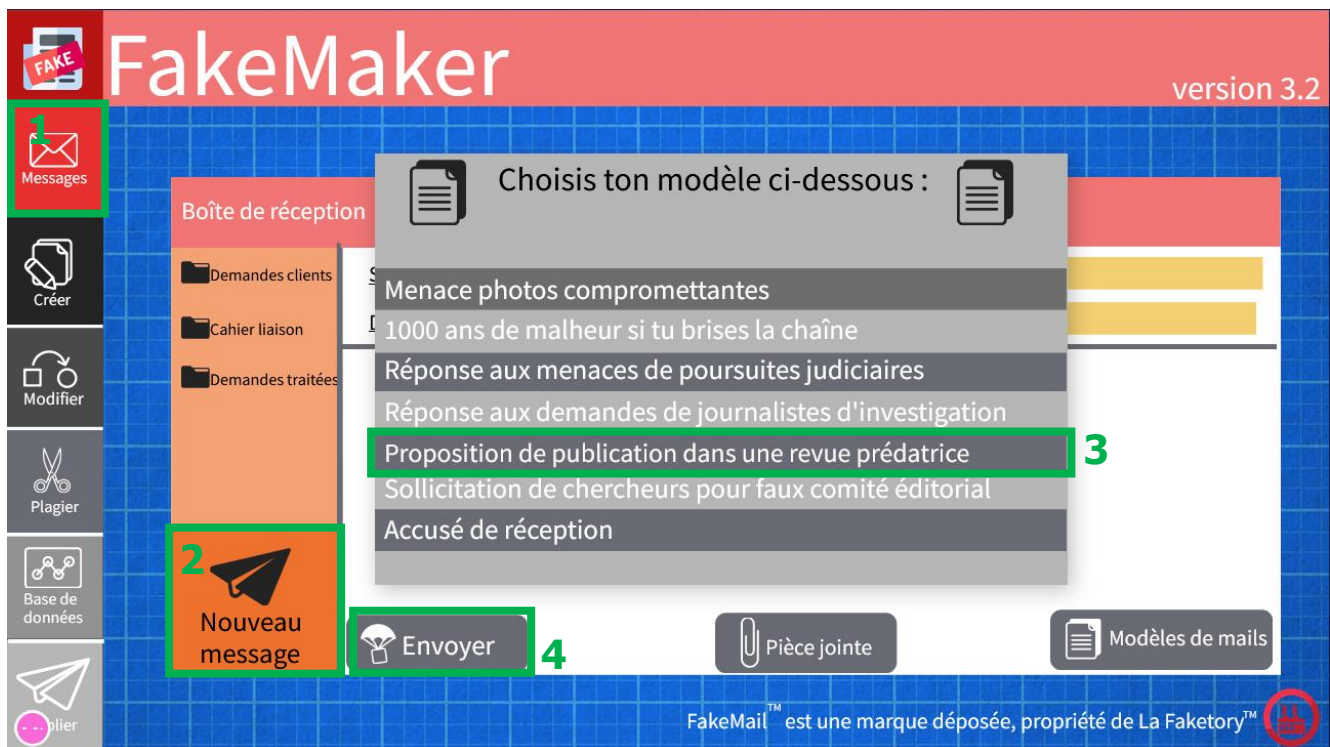 FAKE
FakeMaker
version 3.2
1
Messages
Créer
Modifier
Plagier
Base de
données
Boîte de réception
Demandes clients
Cahier liaison
Demandes traitées
2
Nouveau
message
Choisis ton modèle ci-dessous :
Menace photos compromettantes
1000 ans de malheur si tu brises la chaîne
Réponse aux menaces de poursuites judiciaires
Réponse aux demandes de journalistes d'investigation
Proposition de publication dans une revue prédatrice
3
Sollicitation de chercheurs pour faux comité éditorial
Accusé de réception
Envoyer
4
Pièce jointe
Modèles de mails
FakeMail™ est une marque déposée, propriété de La Faketory™